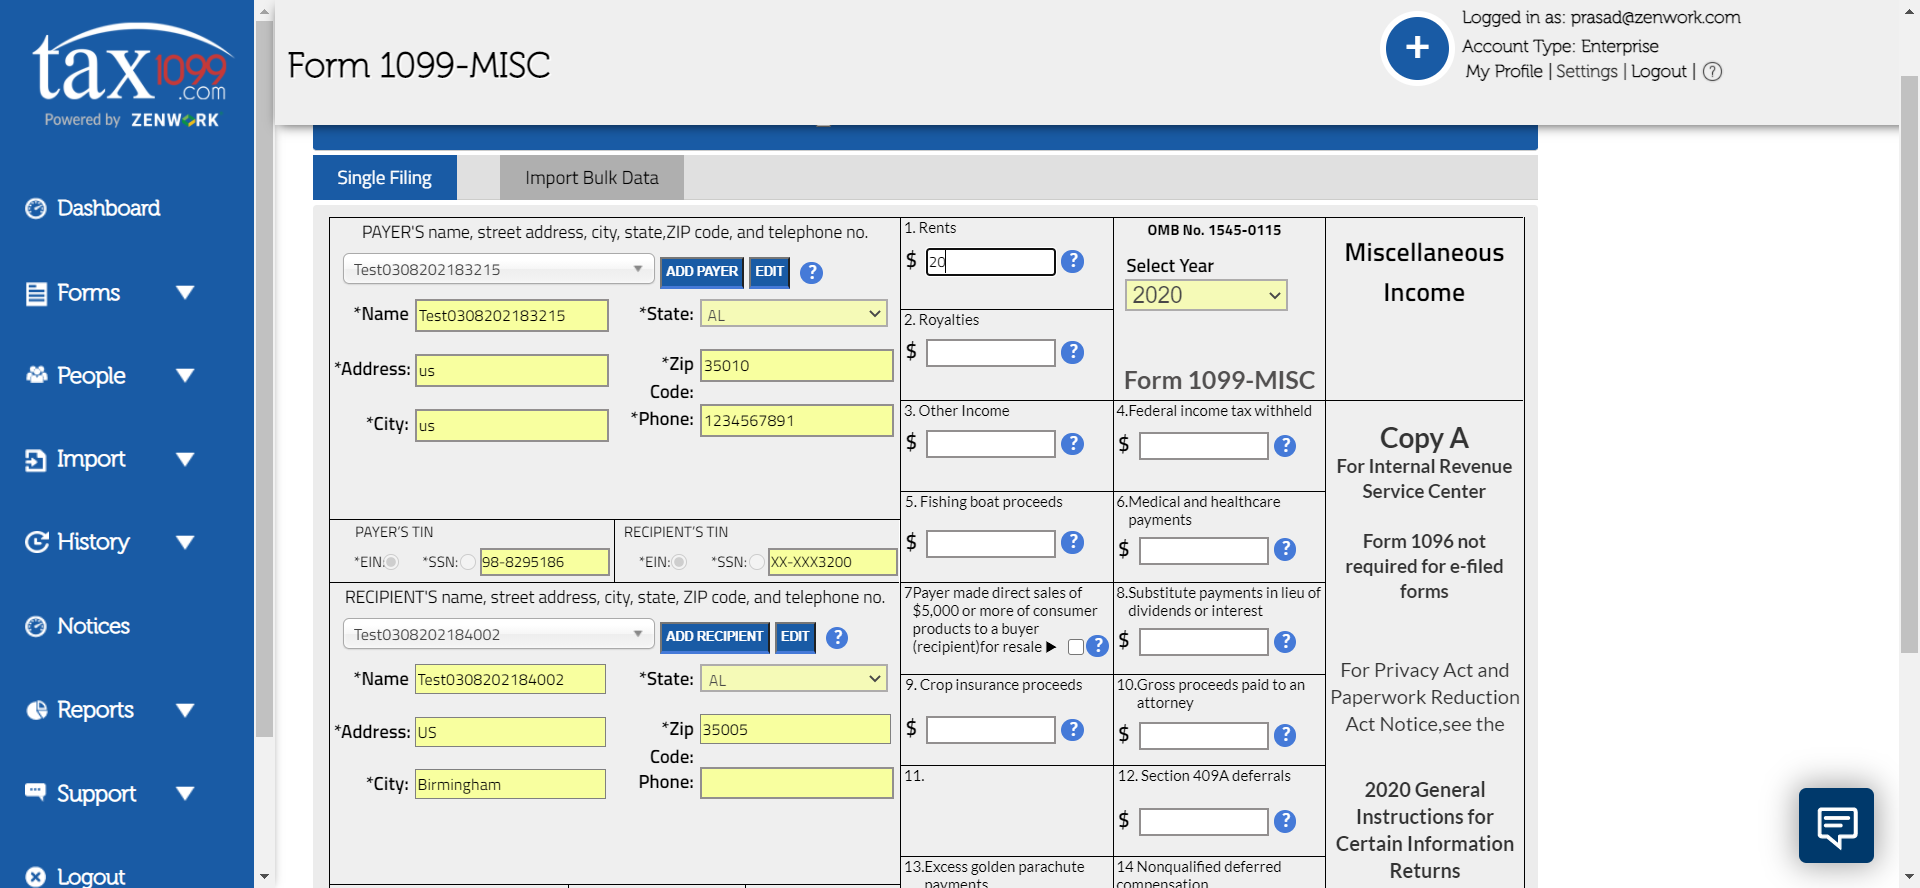 tax1099
.com
Powered by ZENWORK
Dashboard
Forms
People
Import
History
Notices
Reports
Support
Logout
Form 1099-MISC
Logged in as: prasad@zenwork.com
Account Type: Enterprise
My Profile | Settings | Logout | ?
Single Filing
Import Bulk Data
PAYER'S name, street address, city, state,ZIP code, and telephone no.
Test0308202183215
ADD PAYER
EDIT
?
*Name
Test0308202183215
*State:
AL
*Address:
us
*Zip
Code:
35010
*City:
us
*Phone:
1234567891
PAYER'S TIN
*EIN:
*SSN:
98-8295186
RECIPIENT'S TIN
*EIN:
*SSN:
XX-XXX3200
RECIPIENT'S name, street address, city, state, ZIP code, and telephone no.
Test0308202184002
ADD RECIPIENT
EDIT
?
*Name
Test0308202184002
*State:
AL
*Address:
US
*Zip
Code:
35005
*City:
Birmingham
Phone:
1. Rents
$ 20 ?
2. Royalties
$ ?
3. Other Income
$ ?
4.Federal income tax withheld
$ ?
5. Fishing boat proceeds
$ ?
6.Medical and healthcare
payments
$ ?
7Payer made direct sales of
$5,000 or more of consumer
products to a buyer
(recipient)for resale ?
8.Substitute payments in lieu of
dividends or interest
$ ?
9. Crop insurance proceeds
$ ?
10.Gross proceeds paid to an
attorney
$ ?
11.
12. Section 409A deferrals
$ ?
13.Excess golden parachute
payments
14 Nonqualified deferred
compensation
OMB No. 1545-0115
Select Year
2020
Form 1099-MISC
Miscellaneous
Income
Copy A
For Internal Revenue
Service Center
Form 1096 not
required for e-filed
forms
For Privacy Act and
Paperwork Reduction
Act Notice,see the
2020 General
Instructions for
Certain Information
Returns